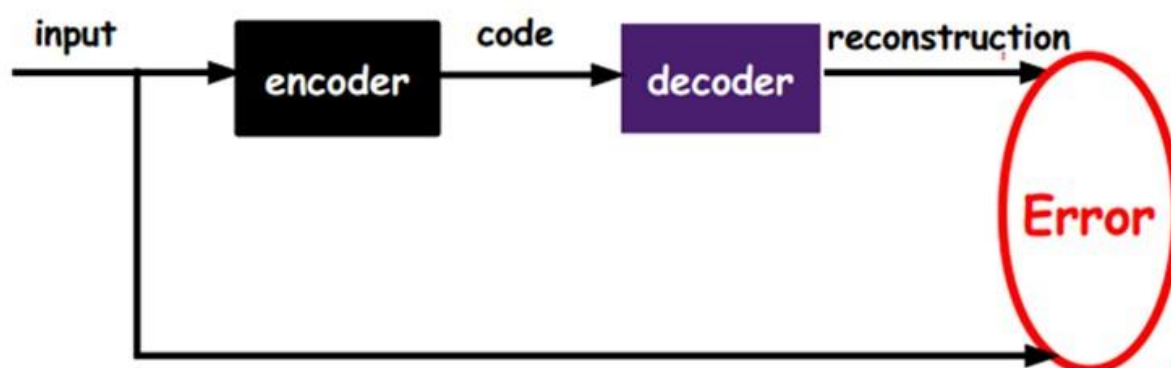 input
encoder
code
decoder
reconstruction
Error